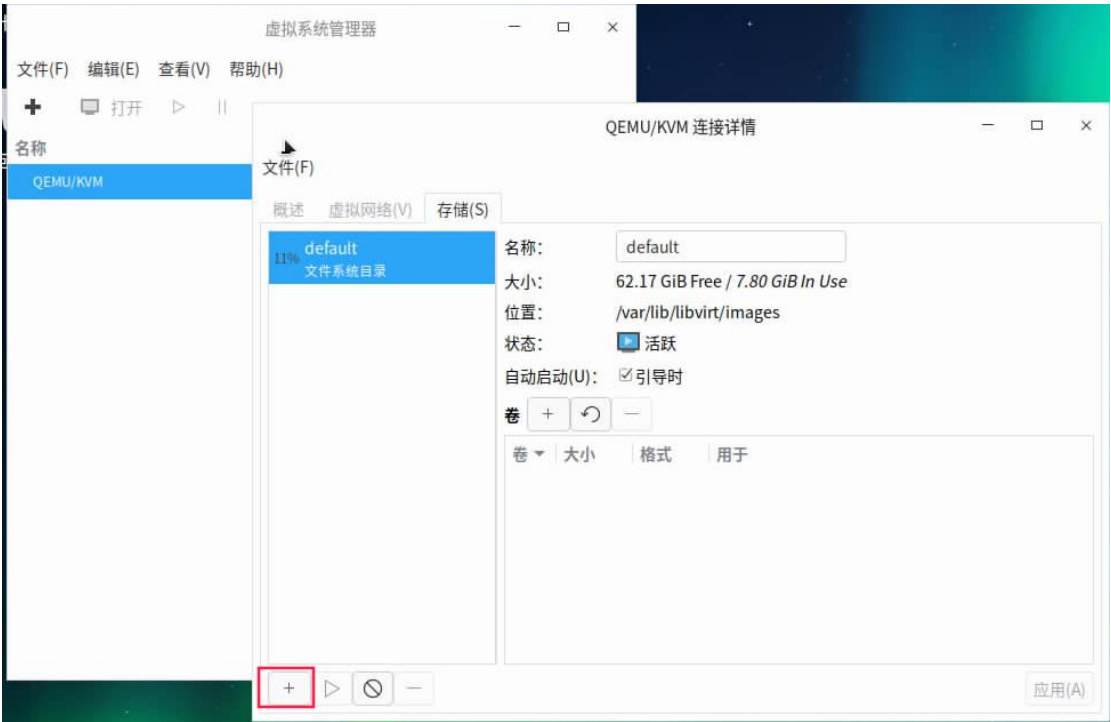 虚拟系统管理器
文件(F) 编辑(E) 查看(V) 帮助(H)
打开
名称
QEMU/KVM
QEMU/KVM 连接详情
文件(F)
概述 虚拟网络(V) 存储(S)
11% default
文件系统目录
名称: default
大小: 62.17 GiB Free / 7.80 GiB In Use
位置: /var/lib/libvirt/images
状态: 活跃
自动启动(U): 引导时
卷
卷 大小 格式 用于
应用(A)